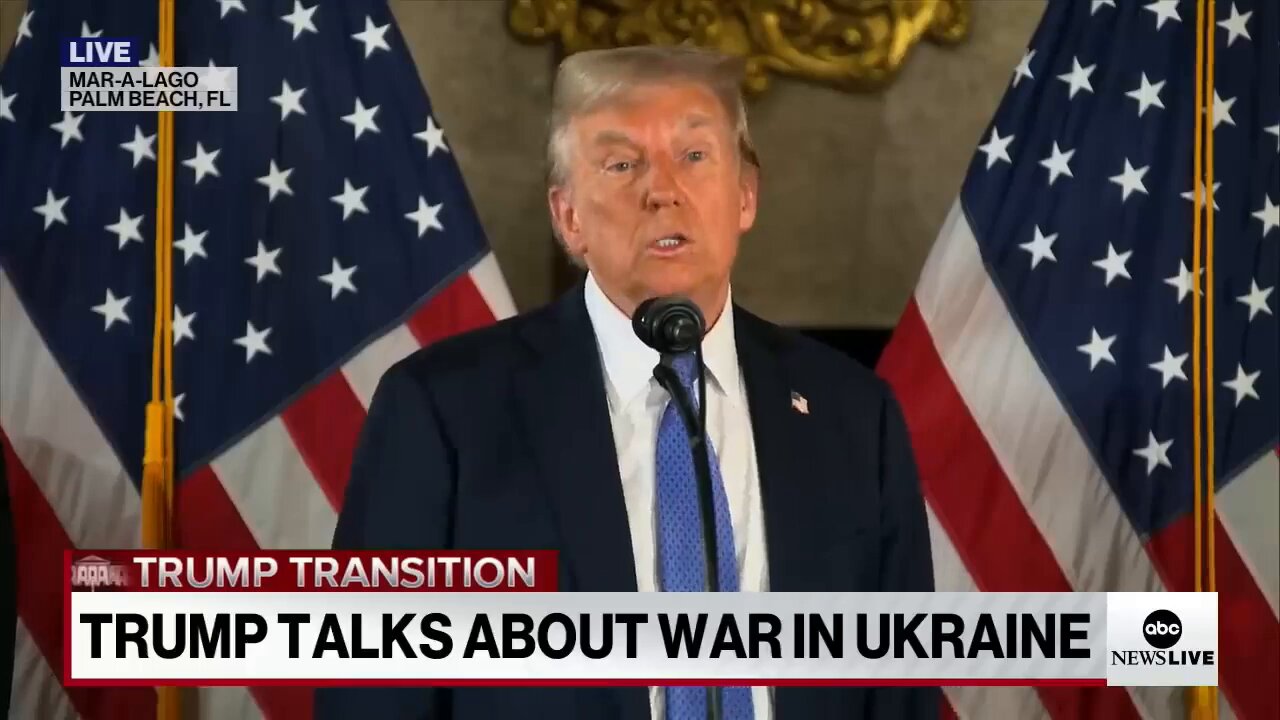 LIVE
MAR-A-LAGO
PALM BEACH, FL
TRUMP TRANSITION
TRUMP TALKS ABOUT WAR IN UKRAINE
abc
NEWS LIVE